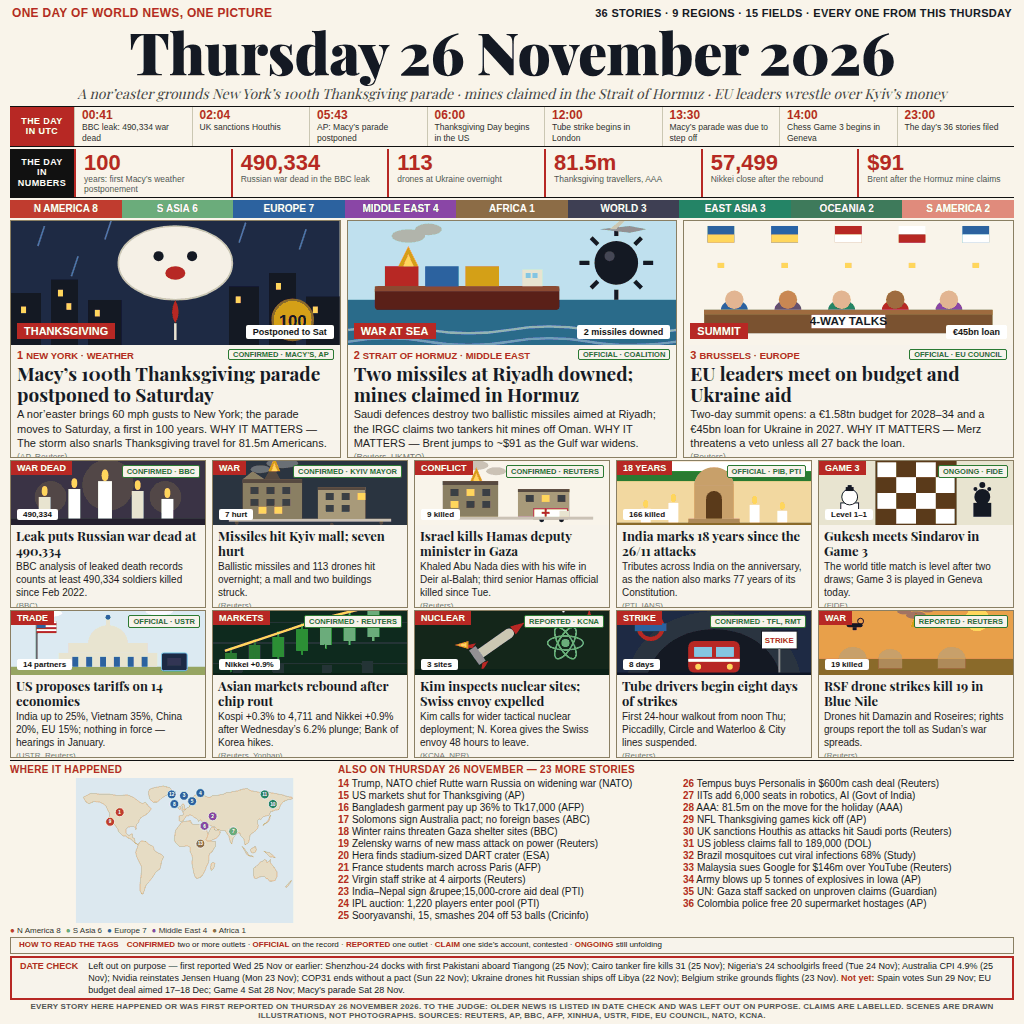 ONE DAY OF WORLD NEWS, ONE PICTURE
36 STORIES · 9 REGIONS · 15 FIELDS · EVERY ONE FROM THIS THURSDAY
Thursday 26 November 2026
A nor’easter grounds New York’s 100th Thanksgiving parade · mines claimed in the Strait of Hormuz · EU leaders wrestle over Kyiv’s money
THE DAY
IN UTC
00:41
BBC leak: 490,334 war
dead
02:04
UK sanctions Houthis
05:43
AP: Macy’s parade
postponed
06:00
Thanksgiving Day begins
in the US
12:00
Tube strike begins in
London
13:30
Macy’s parade was due to
step off
14:00
Chess Game 3 begins in
Geneva
23:00
The day’s 36 stories filed
THE DAY
IN
NUMBERS
100
years: first Macy’s weather
postponement
490,334
Russian war dead in the BBC leak
113
drones at Ukraine overnight
81.5m
Thanksgiving travellers, AAA
57,499
Nikkei close after the rebound
$91
Brent after the Hormuz mine claims
N AMERICA 8
S ASIA 6
EUROPE 7
MIDDLE EAST 4
AFRICA 1
WORLD 3
EAST ASIA 3
OCEANIA 2
S AMERICA 2
100
THANKSGIVING
Postponed to Sat
1 NEW YORK · WEATHER
CONFIRMED · MACY'S, AP
Macy’s 100th Thanksgiving parade
postponed to Saturday
A nor’easter brings 60 mph gusts to New York; the parade
moves to Saturday, a first in 100 years. WHY IT MATTERS —
The storm also snarls Thanksgiving travel for 81.5m Americans.
(AP, Reuters)
WAR AT SEA
2 missiles downed
2 STRAIT OF HORMUZ · MIDDLE EAST
OFFICIAL · COALITION
Two missiles at Riyadh downed;
mines claimed in Hormuz
Saudi defences destroy two ballistic missiles aimed at Riyadh;
the IRGC claims two tankers hit mines off Oman. WHY IT
MATTERS — Brent jumps to ~$91 as the Gulf war widens.
(Reuters, UKMTO)
4-WAY TALKS
SUMMIT
€45bn loan
3 BRUSSELS · EUROPE
OFFICIAL · EU COUNCIL
EU leaders meet on budget and
Ukraine aid
Two-day summit opens: a €1.58tn budget for 2028–34 and a
€45bn loan for Ukraine in 2027. WHY IT MATTERS — Merz
threatens a veto unless 27 back the loan.
(Reuters)
WAR DEAD
CONFIRMED · BBC
490,334
Leak puts Russian war dead at
490,334
BBC analysis of leaked death records
counts at least 490,334 soldiers killed
since Feb 2022.
(BBC)
WAR
CONFIRMED · KYIV MAYOR
7 hurt
Missiles hit Kyiv mall; seven
hurt
Ballistic missiles and 113 drones hit
overnight; a mall and two buildings
struck.
(Reuters)
CONFLICT
CONFIRMED · REUTERS
9 killed
Israel kills Hamas deputy
minister in Gaza
Khaled Abu Nada dies with his wife in
Deir al-Balah; third senior Hamas official
killed since Tue.
(Reuters)
18 YEARS
OFFICIAL · PIB, PTI
166 killed
India marks 18 years since the
26/11 attacks
Tributes across India on the anniversary,
as the nation also marks 77 years of its
Constitution.
(PTI, IANS)
GAME 3
ONGOING · FIDE
Level 1–1
Gukesh meets Sindarov in
Game 3
The world title match is level after two
draws; Game 3 is played in Geneva
today.
(FIDE)
TRADE
OFFICIAL · USTR
14 partners
US proposes tariffs on 14
economies
India up to 25%, Vietnam 35%, China
20%, EU 15%; nothing in force —
hearings in January.
(USTR, Reuters)
MARKETS
CONFIRMED · REUTERS
Nikkei +0.9%
Asian markets rebound after
chip rout
Kospi +0.3% to 4,711 and Nikkei +0.9%
after Wednesday’s 6.2% plunge; Bank of
Korea hikes.
(Reuters, Yonhap)
NUCLEAR
REPORTED · KCNA
3 sites
Kim inspects nuclear sites;
Swiss envoy expelled
Kim calls for wider tactical nuclear
deployment; N. Korea gives the Swiss
envoy 48 hours to leave.
(KCNA, NPR)
STRIKE
CONFIRMED · TFL, RMT
STRIKE
8 days
Tube drivers begin eight days
of strikes
First 24-hour walkout from noon Thu;
Piccadilly, Circle and Waterloo & City
lines suspended.
(Reuters)
WAR
REPORTED · REUTERS
19 killed
RSF drone strikes kill 19 in
Blue Nile
Drones hit Damazin and Roseires; rights
groups report the toll as Sudan’s war
spreads.
(Reuters)
WHERE IT HAPPENED
● N America 8 ● S Asia 6 ● Europe 7 ● Middle East 4 ● Africa 1
ALSO ON THURSDAY 26 NOVEMBER — 23 MORE STORIES
14 Trump, NATO chief Rutte warn Russia on widening war (NATO)
15 US markets shut for Thanksgiving (AP)
16 Bangladesh garment pay up 36% to Tk17,000 (AFP)
17 Solomons sign Australia pact; no foreign bases (ABC)
18 Winter rains threaten Gaza shelter sites (BBC)
19 Zelensky warns of new mass attack on power (Reuters)
20 Hera finds stadium-sized DART crater (ESA)
21 France students march across Paris (AFP)
22 Virgin staff strike at 4 airports (Reuters)
23 India–Nepal sign &rupee;15,000-crore aid deal (PTI)
24 IPL auction: 1,220 players enter pool (PTI)
25 Sooryavanshi, 15, smashes 204 off 53 balls (Cricinfo)
26 Tempus buys Personalis in $600m cash deal (Reuters)
27 IITs add 6,000 seats in robotics, AI (Govt of India)
28 AAA: 81.5m on the move for the holiday (AAA)
29 NFL Thanksgiving games kick off (AP)
30 UK sanctions Houthis as attacks hit Saudi ports (Reuters)
31 US jobless claims fall to 189,000 (DOL)
32 Brazil mosquitoes cut viral infections 68% (Study)
33 Malaysia sues Google for $146m over YouTube (Reuters)
34 Army blows up 5 tonnes of explosives in Iowa (AP)
35 UN: Gaza staff sacked on unproven claims (Guardian)
36 Colombia police free 20 supermarket hostages (AP)
HOW TO READ THE TAGS CONFIRMED two or more outlets · OFFICIAL on the record · REPORTED one outlet · CLAIM one side’s account, contested · ONGOING still unfolding
DATE CHECK
Left out on purpose — first reported Wed 25 Nov or earlier: Shenzhou-24 docks with first Pakistani aboard Tiangong (25 Nov); Cairo tanker fire kills 31 (25 Nov); Nigeria’s 24 schoolgirls freed (Tue 24 Nov); Australia CPI 4.9% (25
Nov); Nvidia reinstates Jensen Huang (Mon 23 Nov); COP31 ends without a pact (Sun 22 Nov); Ukraine drones hit Russian ships off Libya (22 Nov); Belgium strike grounds flights (23 Nov). Not yet: Spain votes Sun 29 Nov; EU
budget deal aimed 17–18 Dec; Game 4 Sat 28 Nov; Macy’s parade Sat 28 Nov.
EVERY STORY HERE HAPPENED OR WAS FIRST REPORTED ON THURSDAY 26 NOVEMBER 2026. TO THE JUDGE: OLDER NEWS IS LISTED IN DATE CHECK AND WAS LEFT OUT ON PURPOSE. CLAIMS ARE LABELLED. SCENES ARE DRAWN
ILLUSTRATIONS, NOT PHOTOGRAPHS. SOURCES: REUTERS, AP, BBC, AFP, XINHUA, USTR, FIDE, EU COUNCIL, NATO, KCNA.